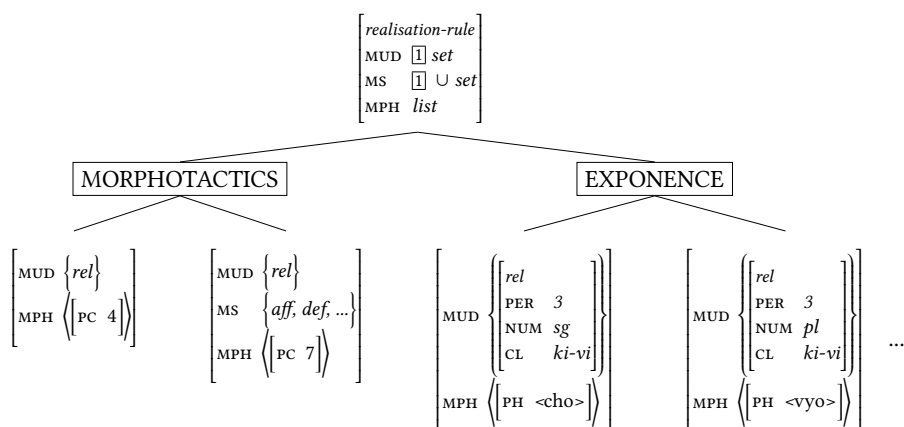 realisation-rule
MUD 1 set
MS 1 ∪ set
MPH list
MORPHOTACTICS
EXPONENCE
MUD {rel}
MPH ⟨[PC 4]⟩
MUD {rel}
MS {aff, def, ...}
MPH ⟨[PC 7]⟩
rel
PER 3
MUD NUM sg
CL ki-vi
MPH ⟨[PH <cho>]⟩
rel
PER 3
MUD NUM pl
CL ki-vi
MPH ⟨[PH <vyo>]⟩
...